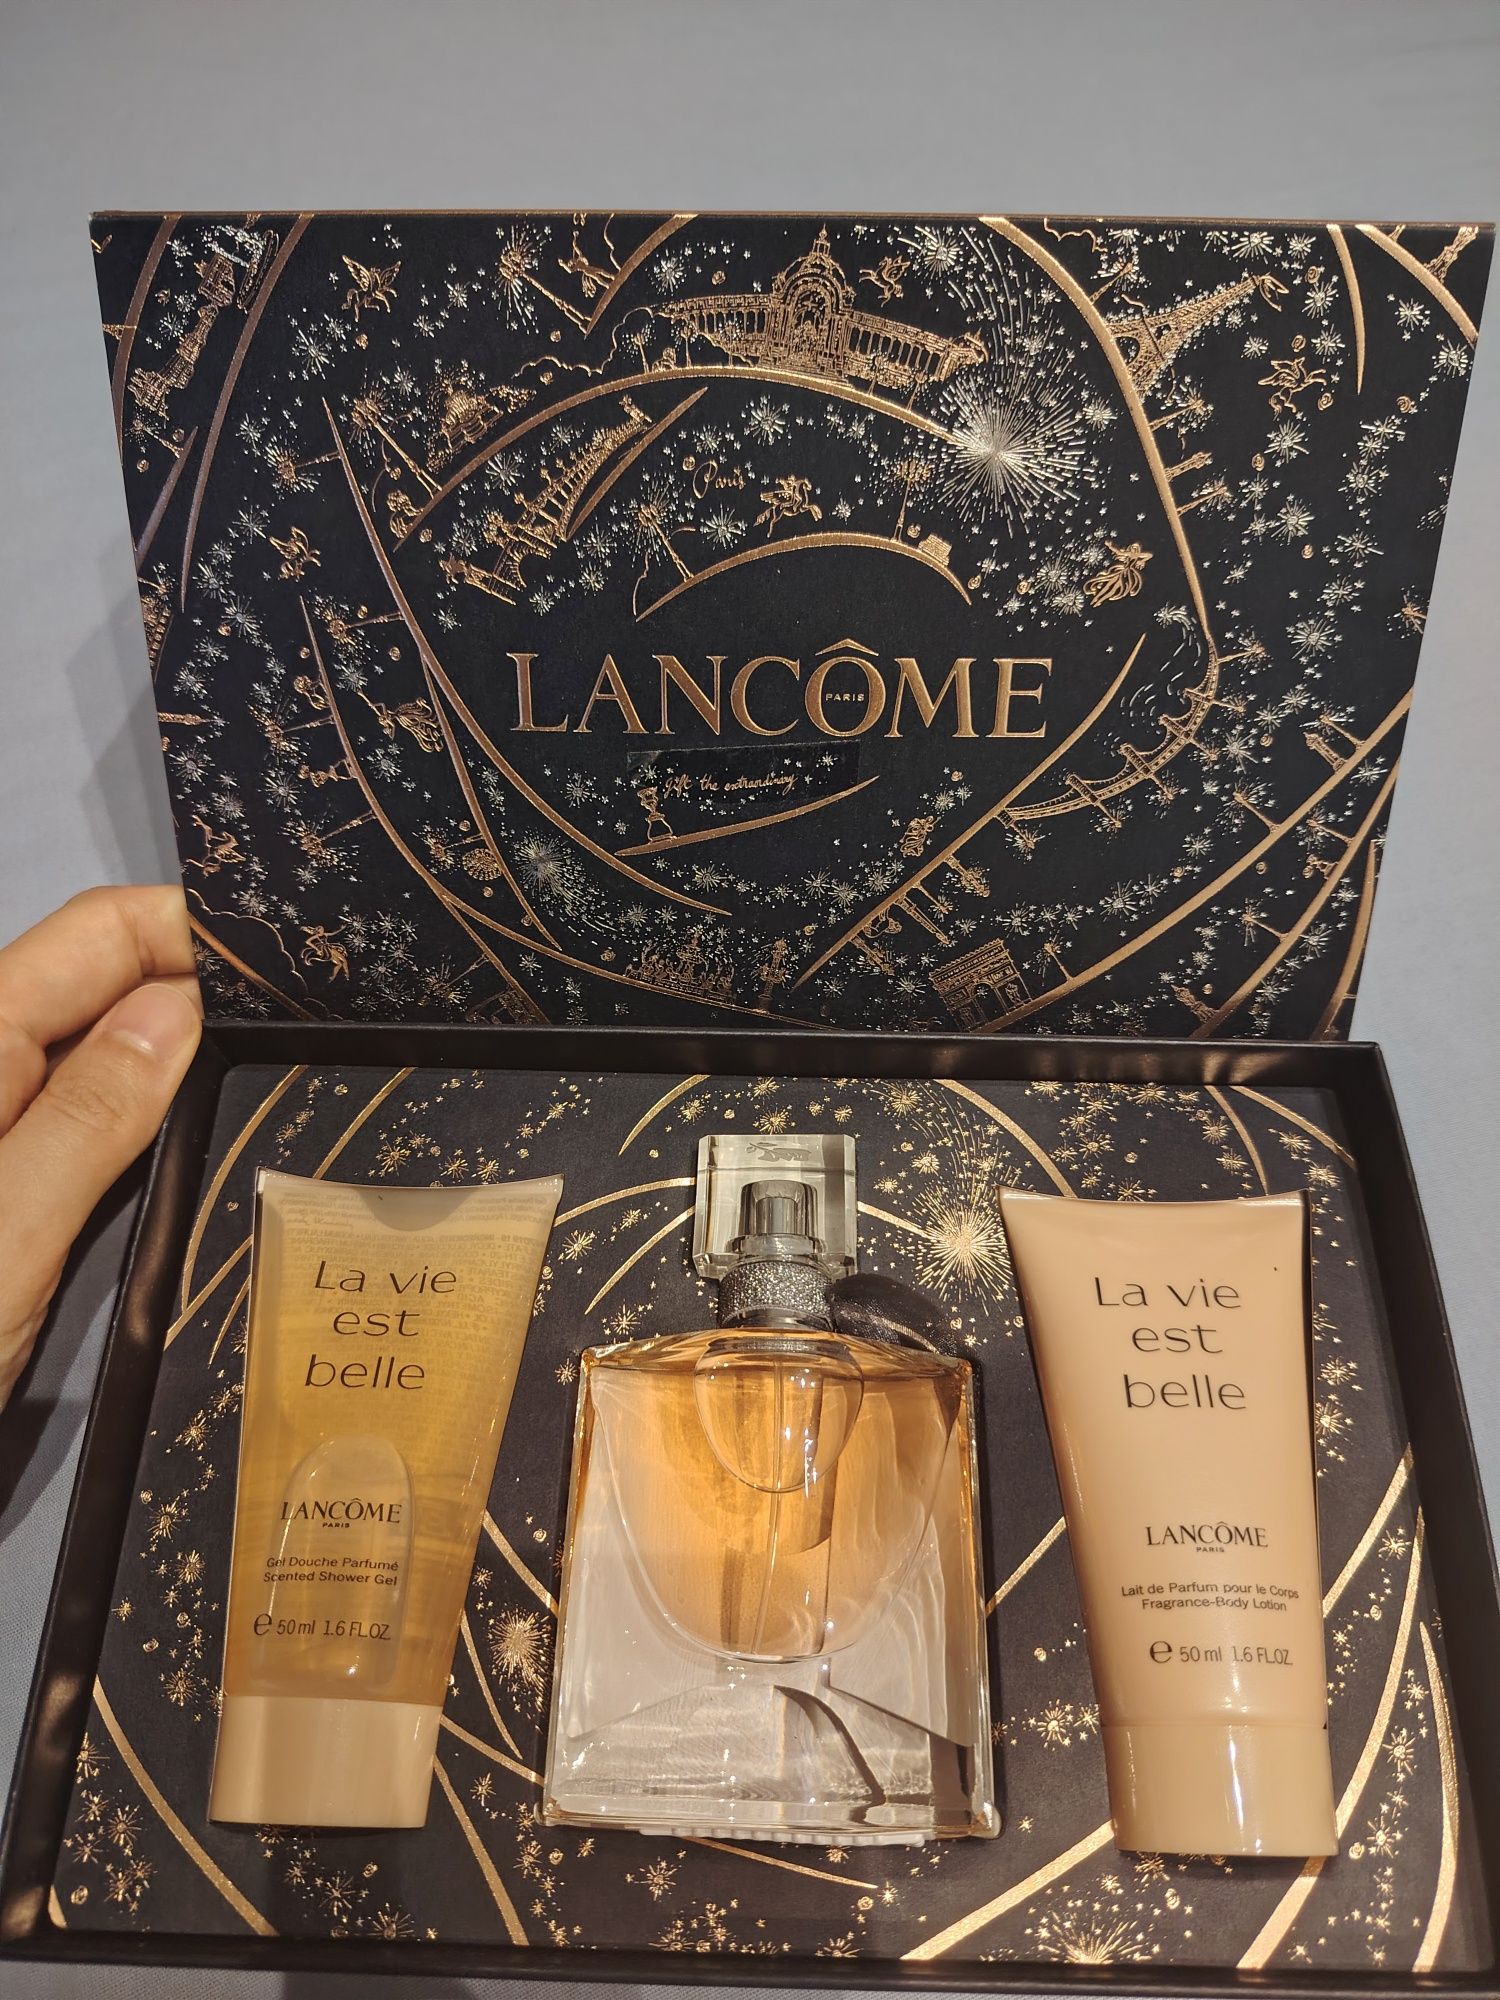 Paris
LANCÔME
PARIS
gift the extraordinary
La vie
est
belle
LANCÔME
PARIS
Gel Douche Parfumé
Scented Shower Gel
e 50 ml 1.6 FL.OZ.
La vie
est
belle
LANCÔME
PARIS
Lait de Parfum pour le Corps
Fragrance-Body Lotion
e 50 ml 1.6 FL.OZ.